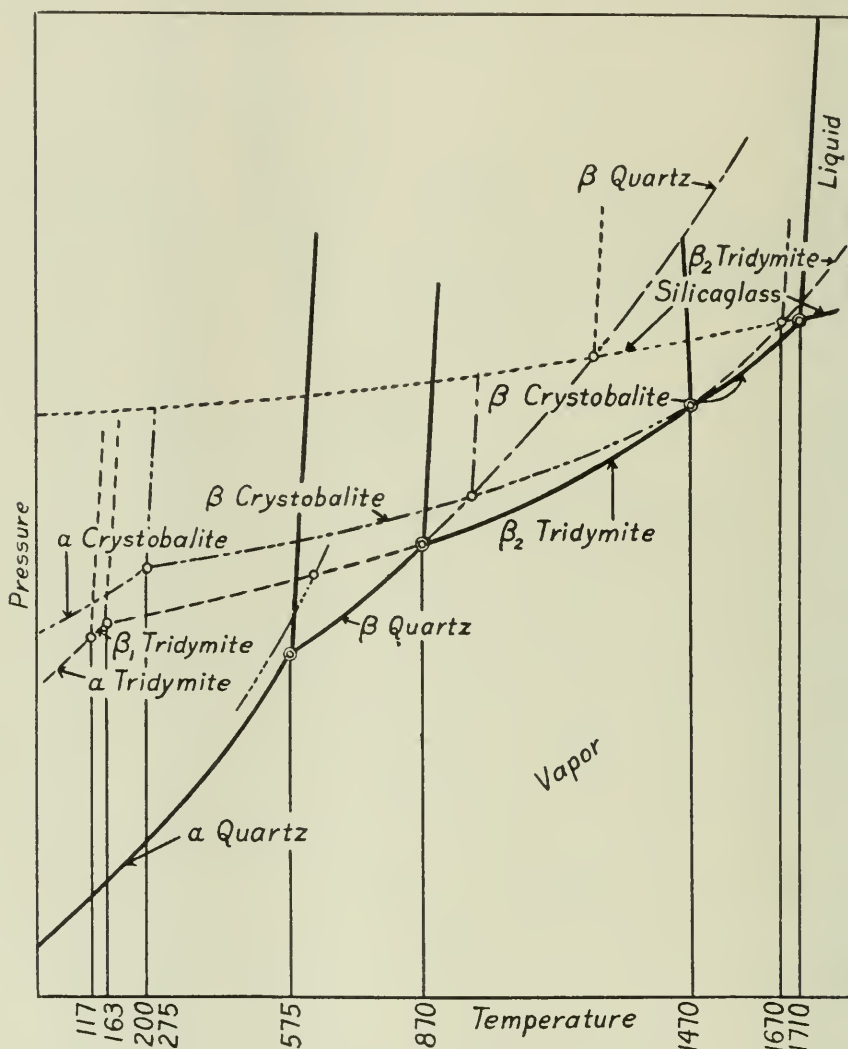 Liquid
β Quartz
β₂ Tridymite
Silicaglass
β Crystobalite
β Crystobalite
α Crystobalite
β₂ Tridymite
Pressure
β₁ Tridymite
β Quartz
α Tridymite
Vapor
α Quartz
117
163
200
275
575
870
Temperature
1470
1670
1710